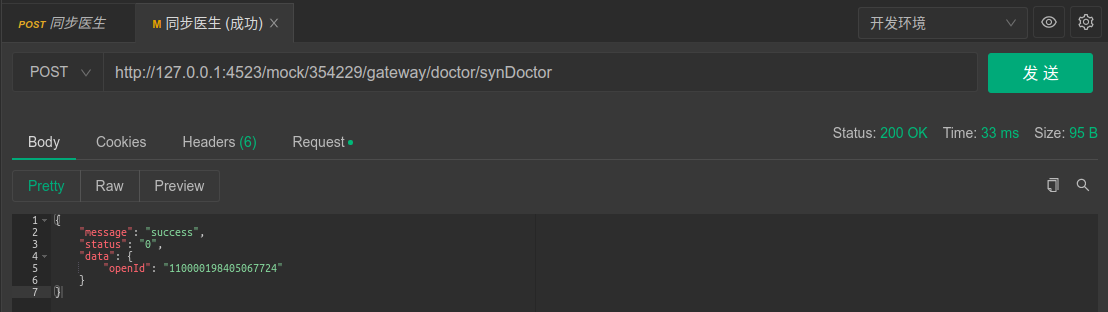 POST 同步医生 M 同步医生 (成功) 开发环境
POST http://127.0.0.1:4523/mock/354229/gateway/doctor/synDoctor 发 送
Body Cookies Headers (6) Request Status: 200 OK Time: 33 ms Size: 95 B
Pretty Raw Preview
1 {
2 "message": "success",
3 "status": "0",
4 "data": {
5 "openId": "110000198405067724"
6 }
7 }